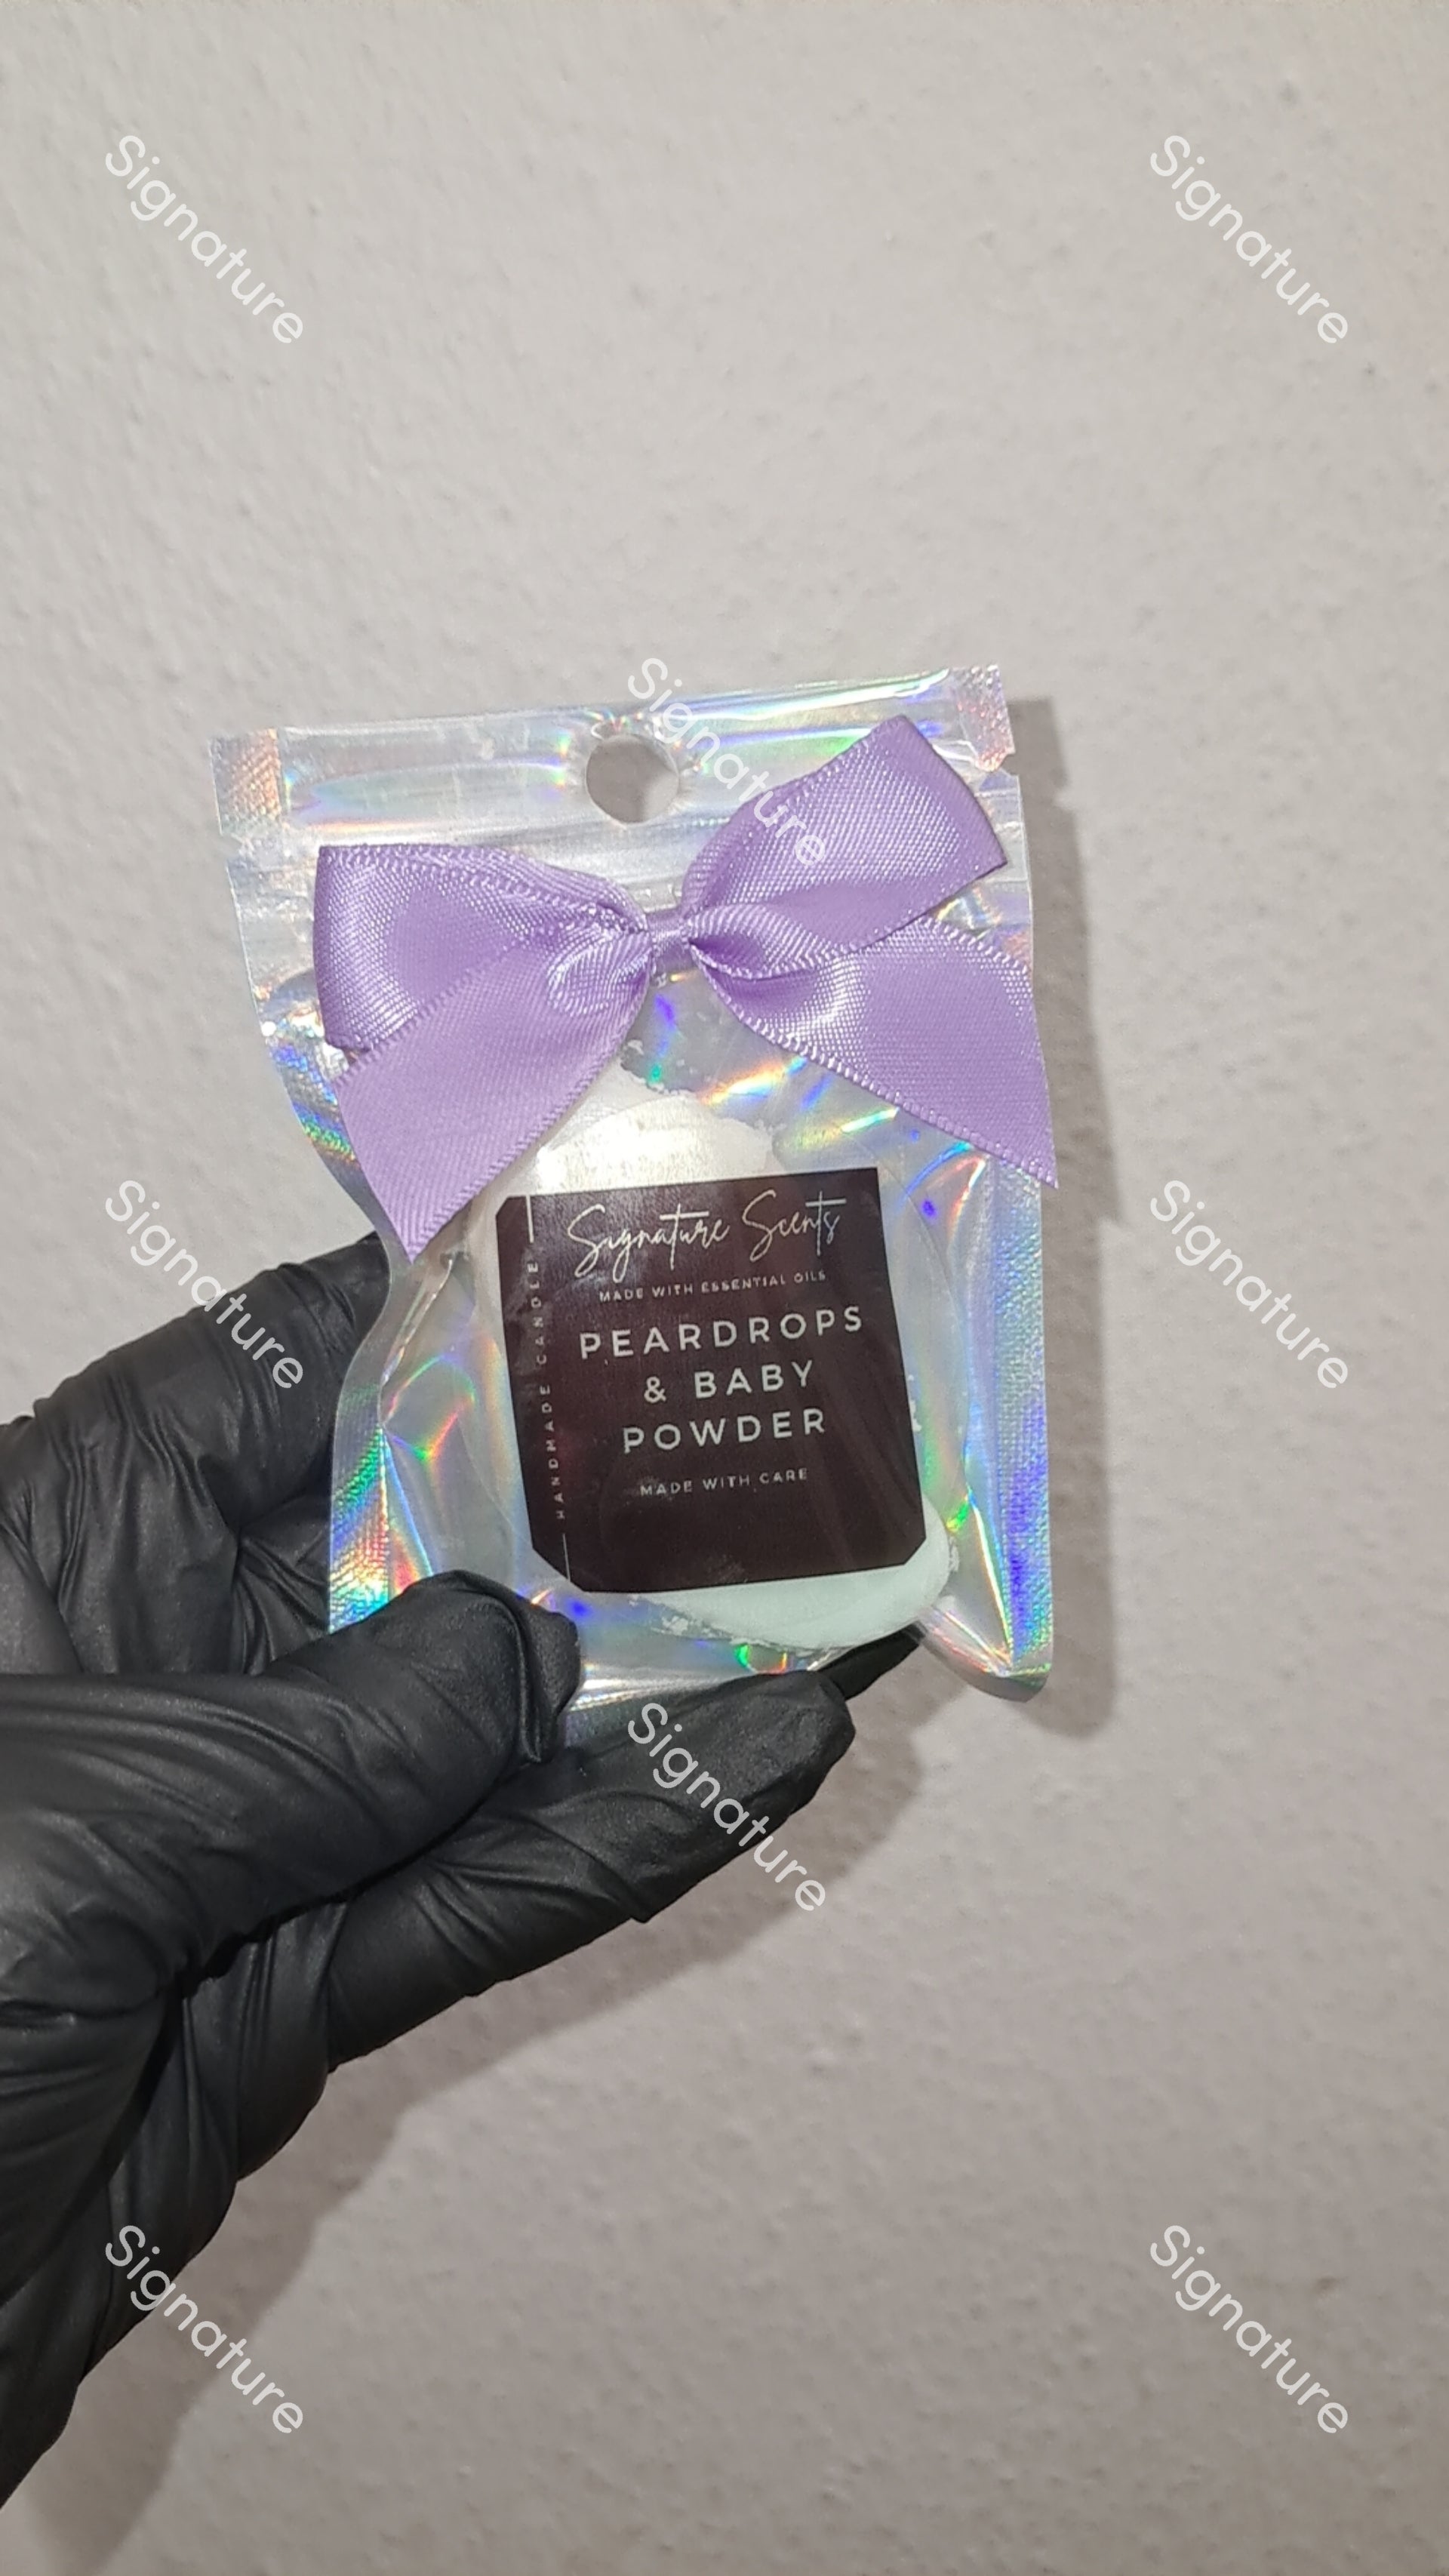 Signature
Signature
Signature
Signature Scents
MADE WITH ESSENTIAL OILS
PEARDROPS
& BABY
POWDER
MADE WITH CARE
HANDMADE CANDLE
Signature
Signature
Signature
Signature
Signature